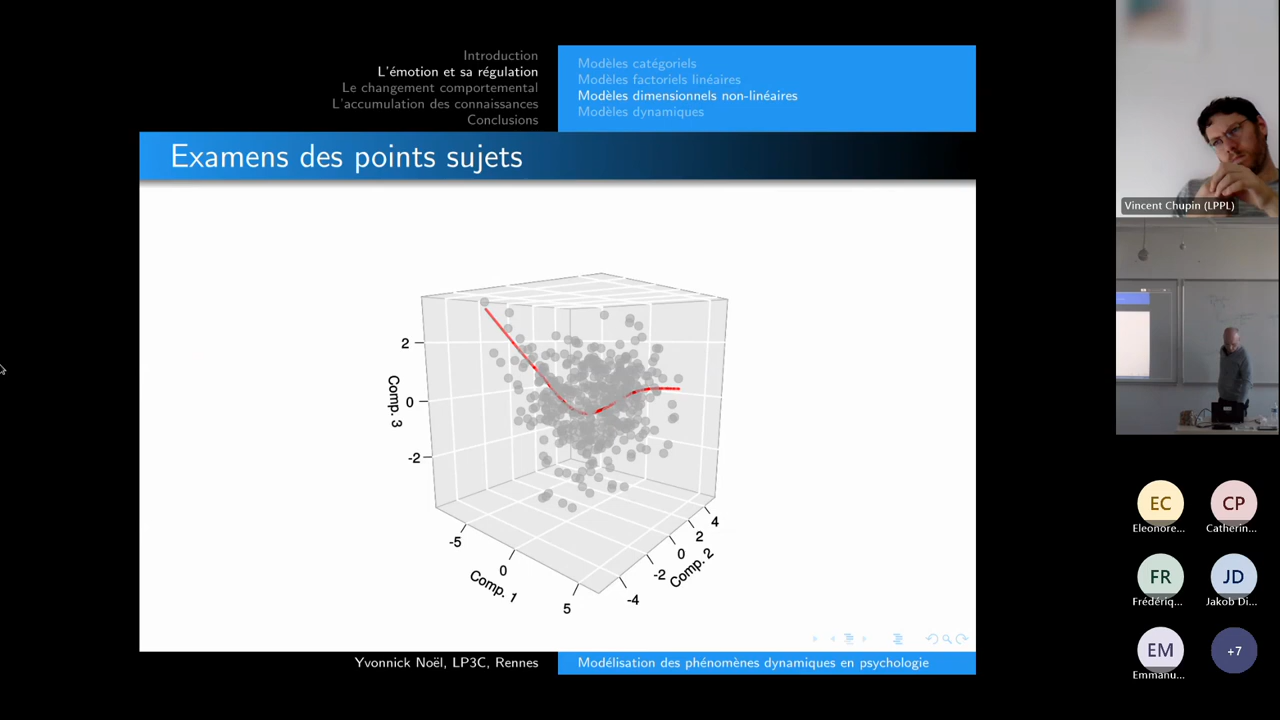 Introduction
L'émotion et sa régulation
Le changement comportemental
L'accumulation des connaissances
Conclusions
Modèles catégoriels
Modèles factoriels linéaires
Modèles dimensionnels non-linéaires
Modèles dynamiques
Examens des points sujets
2
0
-2
Comp. 3
-5
0
5
Comp. 1
-4
-2
0
2
4
Comp. 2
Yvonnick Noël, LP3C, Rennes
Modélisation des phénomènes dynamiques en psychologie
Vincent Chupin (LPPL)
EC
Eleonore...
CP
Catherin...
FR
Frédériq...
JD
Jakob Di...
EM
Emmanu...
+7